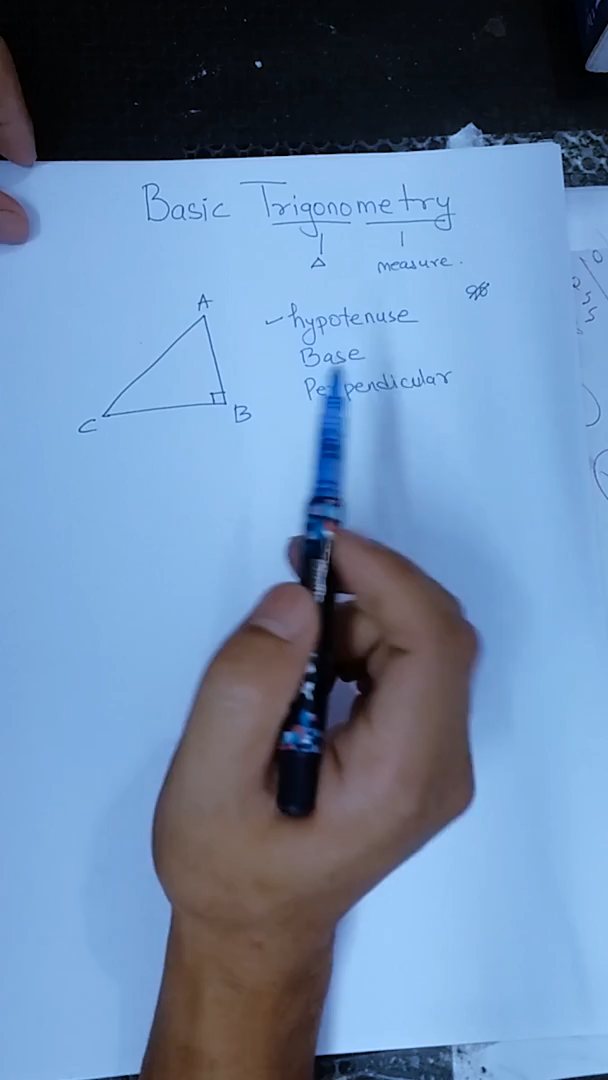 Basic Trigonometry
Δ measure.
A
hypotenuse
Base
Perpendicular
C B